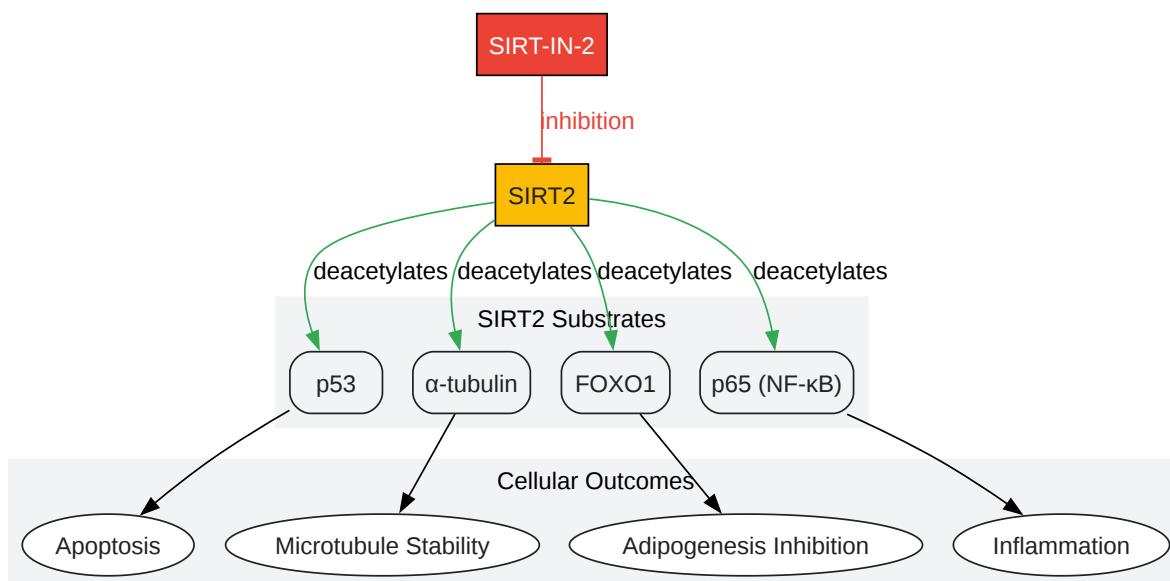 SIRT-IN-2
inhibition
SIRT2
deacetylates deacetylates deacetylates deacetylates
SIRT2 Substrates
p53 α-tubulin FOXO1 p65 (NF-κB)
Cellular Outcomes
Apoptosis Microtubule Stability Adipogenesis Inhibition Inflammation